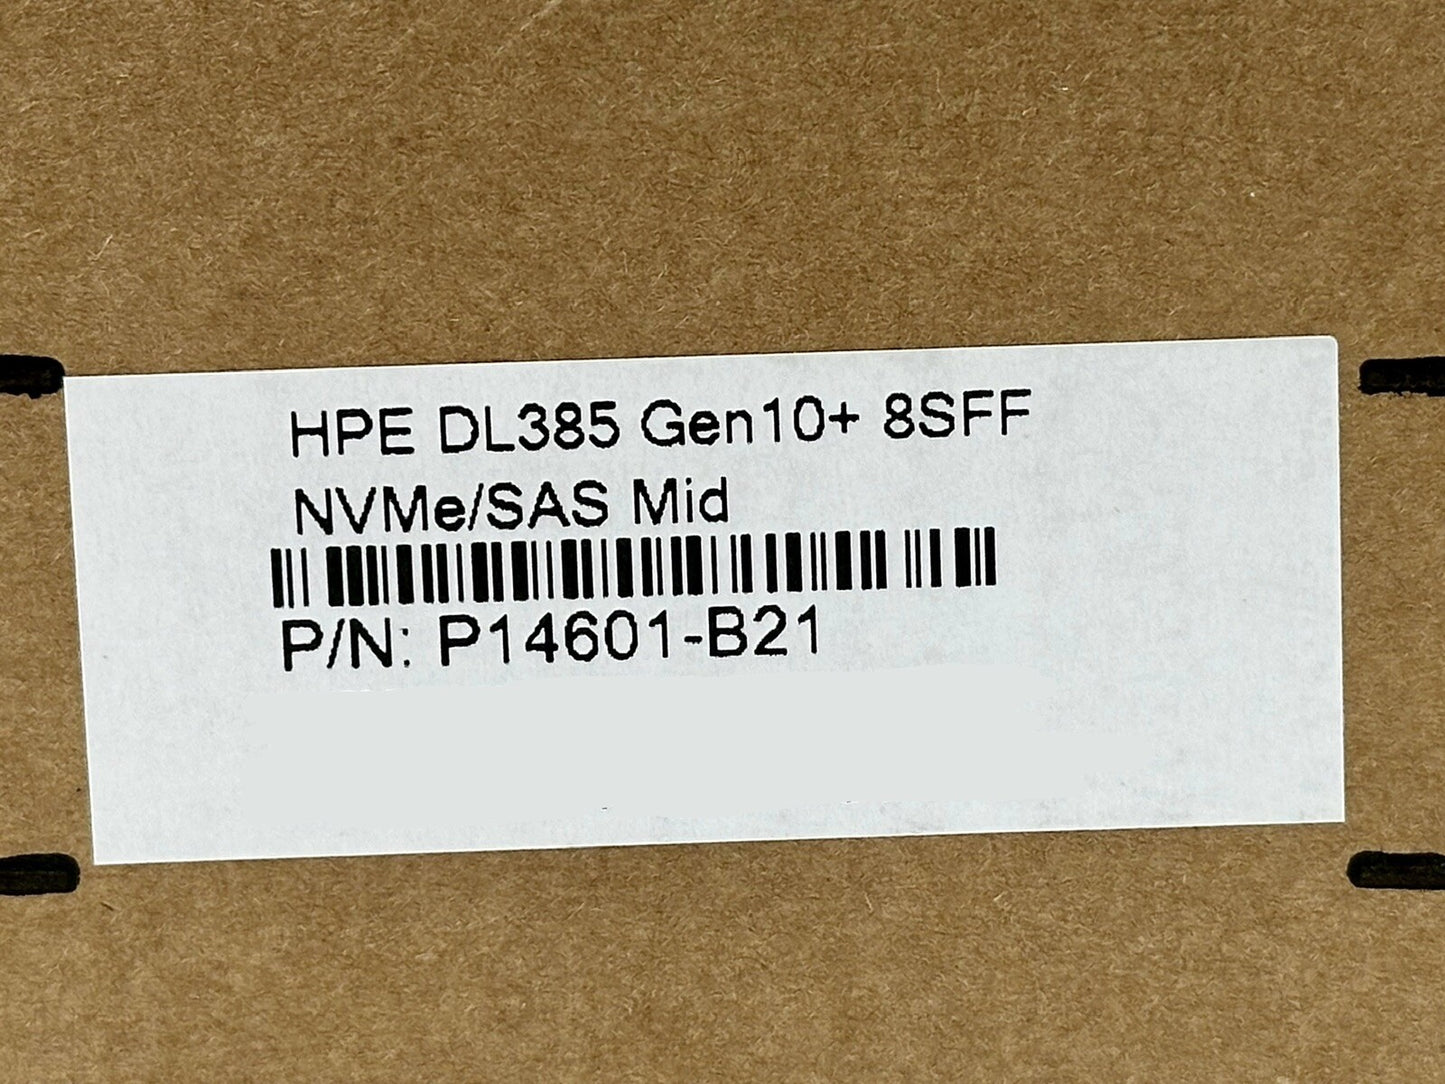 HPE DL385 Gen10+ 8SFF
NVMe/SAS Mid
P/N: P14601-B21